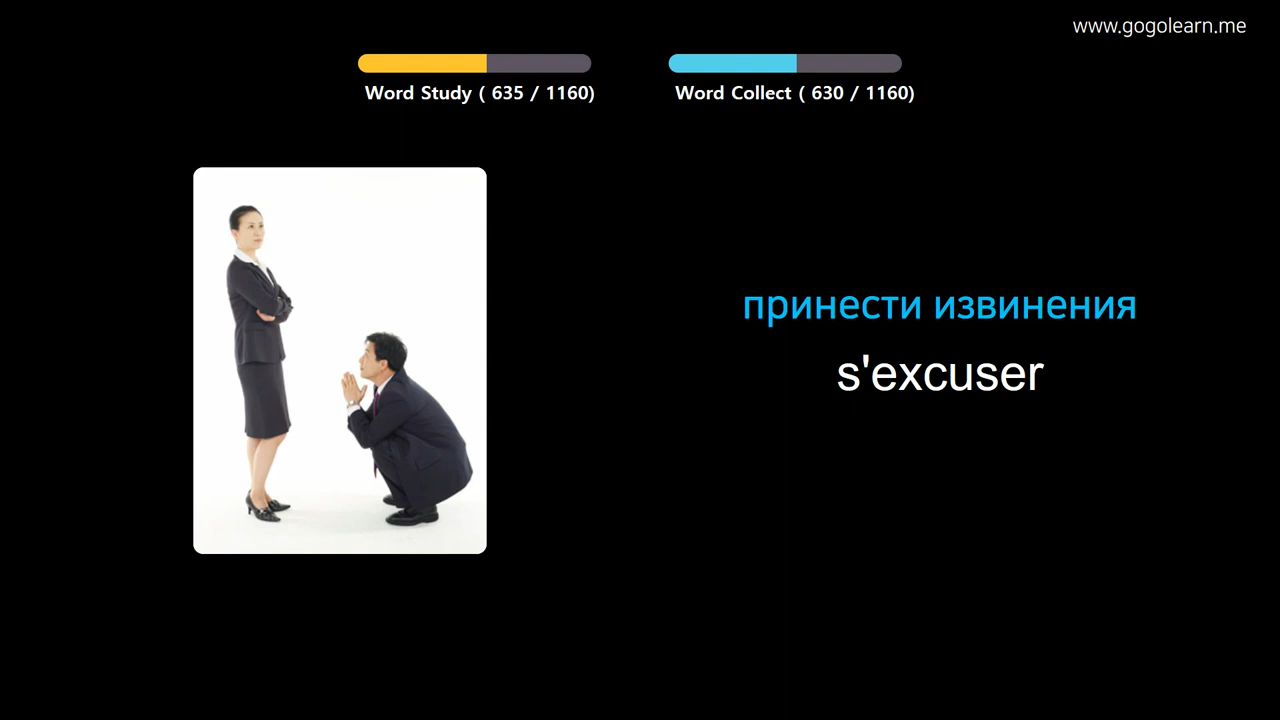 www.gogolearn.me
Word Study ( 635 / 1160)
Word Collect ( 630 / 1160)
принести извинения
s'excuser